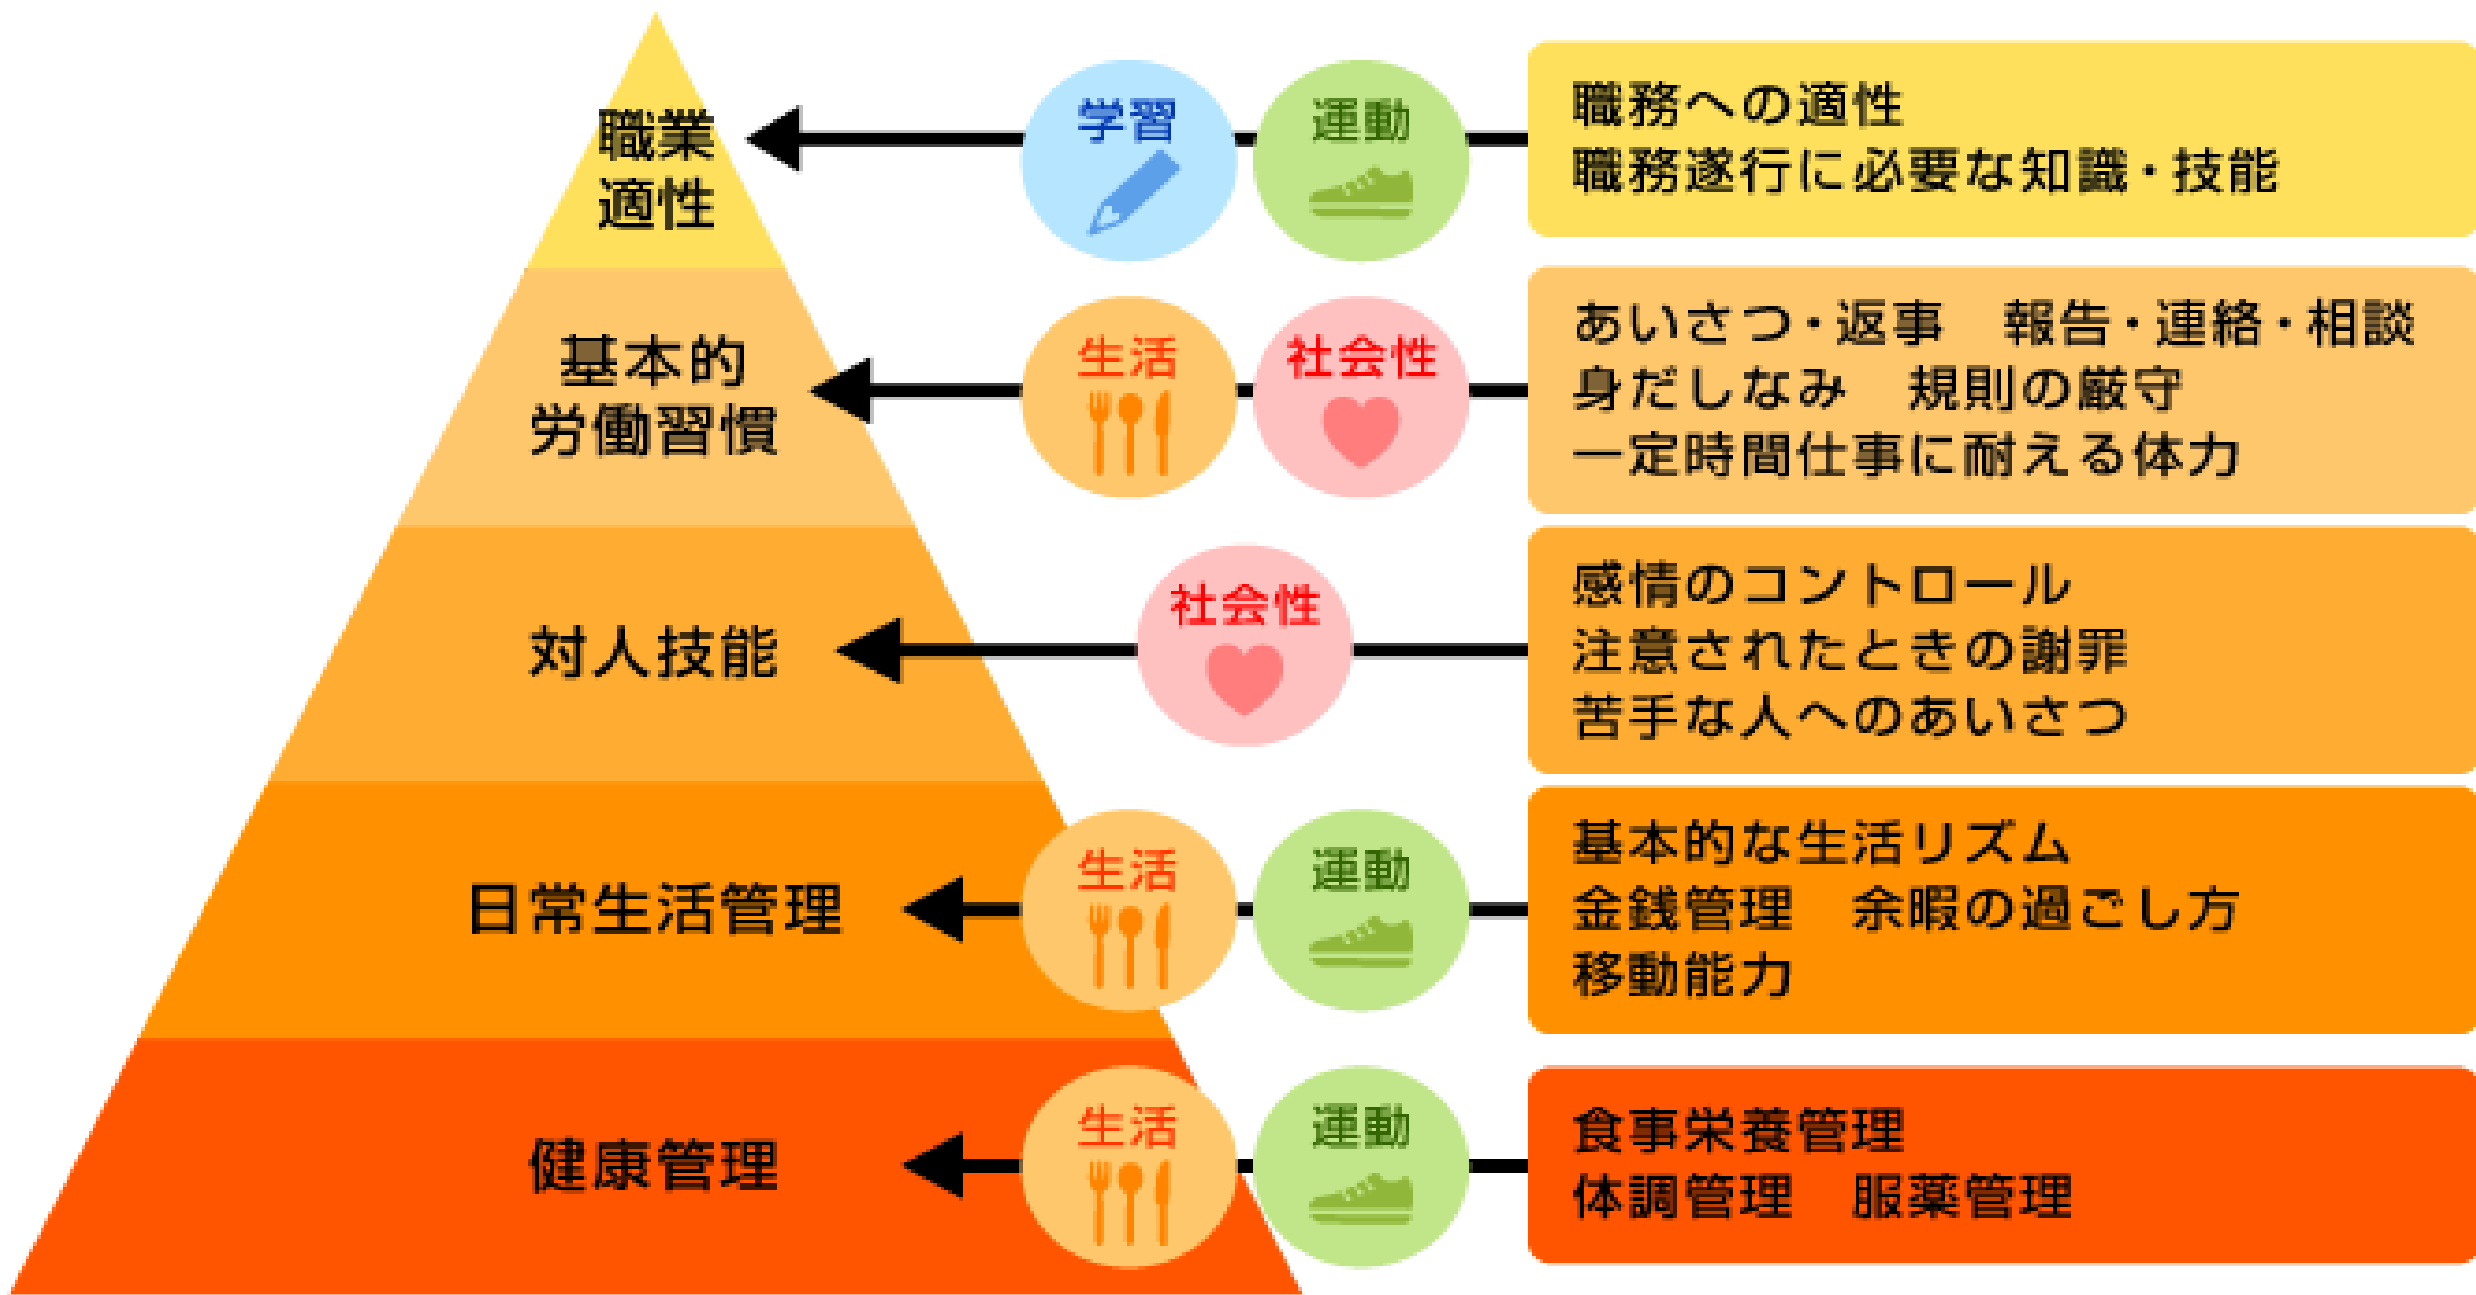 職業
適性
学習
運動
職務への適性
職務遂行に必要な知識・技能
基本的
労働習慣
生活
社会性
あいさつ・返事　報告・連絡・相談
身だしなみ　規則の厳守
一定時間仕事に耐える体力
対人技能
社会性
感情のコントロール
注意されたときの謝罪
苦手な人へのあいさつ
日常生活管理
生活
運動
基本的な生活リズム
金銭管理　余暇の過ごし方
移動能力
健康管理
生活
運動
食事栄養管理
体調管理　服薬管理